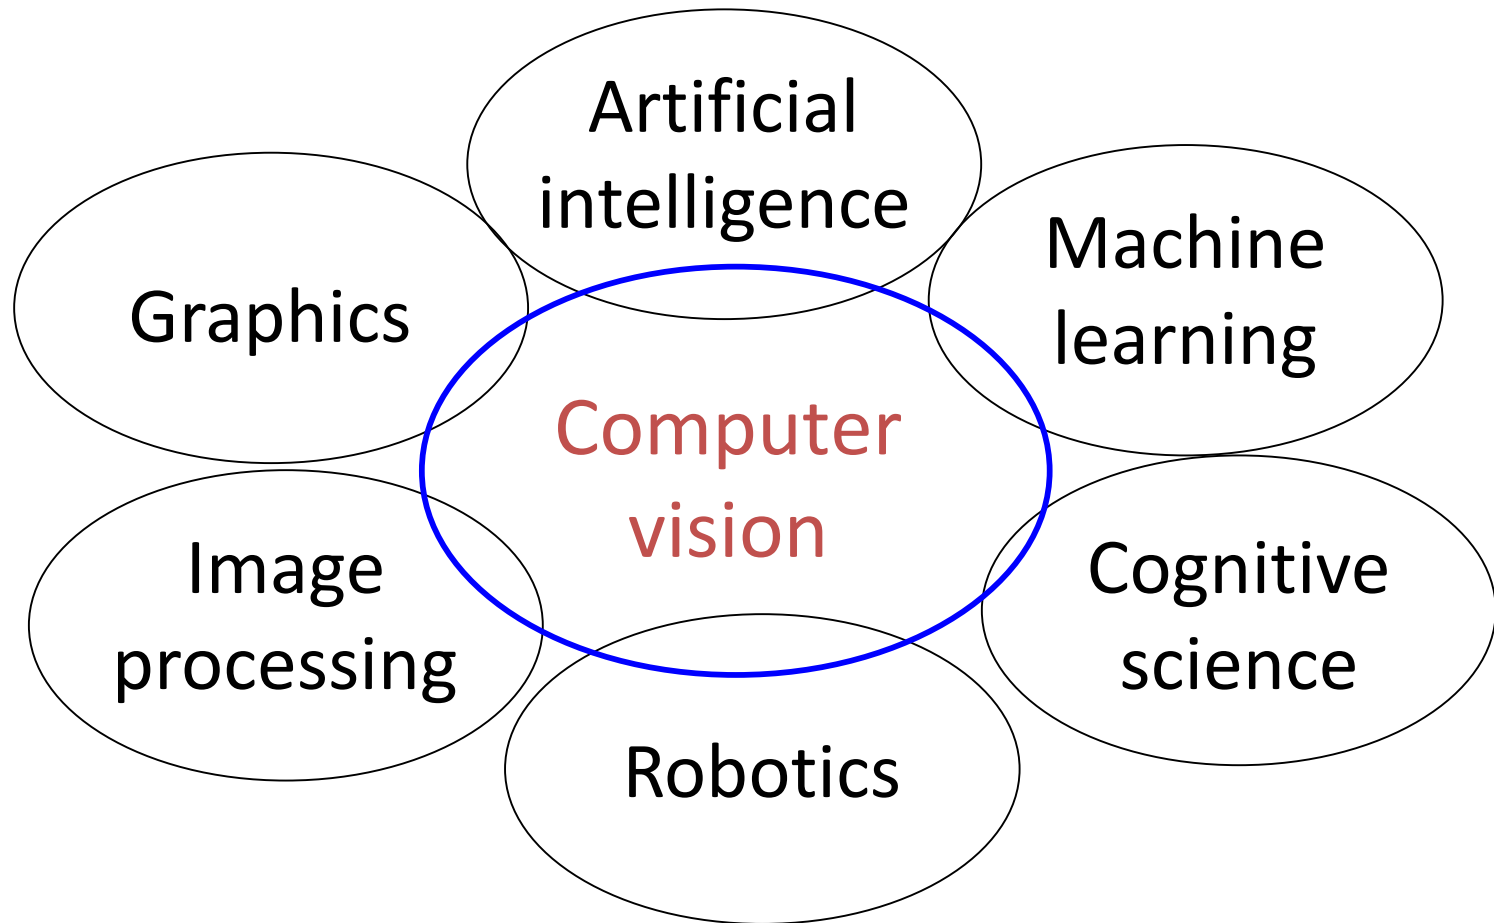 Artificial
intelligence
Machine
learning
Graphics
Computer
vision
Image
processing
Cognitive
science
Robotics